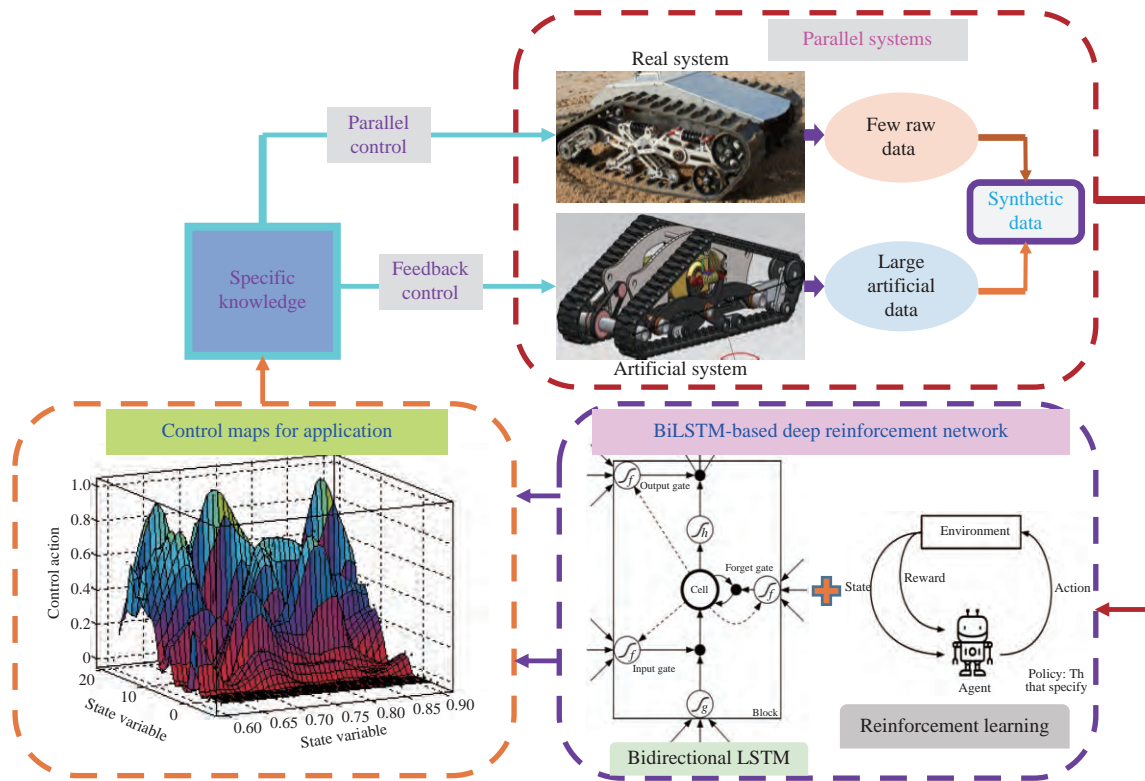 Parallel systems
Real system
Parallel
control
Few raw
data
Synthetic
data
Specific
knowledge
Feedback
control
Large
artificial
data
Artificial system
Control maps for application
1.0
0.8
0.6
0.4
0.2
0
Control action
20
10
0
State variable
0.60
0.65
0.70
0.75
0.80
0.85
0.90
State variable
BiLSTM-based deep reinforcement network
f
Output gate
h
Forget gate
Cell
f
f
Input gate
g
Block
Bidirectional LSTM
Environment
State
Reward
Action
Agent
Policy: Th
that specify
Reinforcement learning